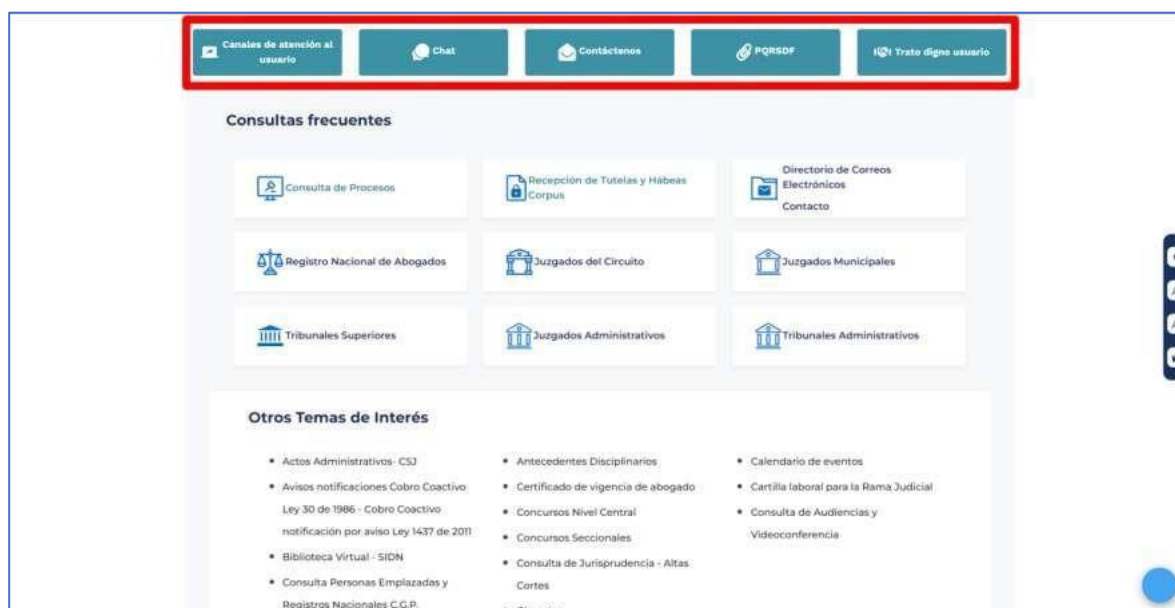 Canales de atención al
usuario
Chat
Contáctenos
PQRSDF
Trato digno usuario
Consultas frecuentes
Consulta de Procesos
Recepción de Tutelas y Hábeas
Corpus
Directorio de Correos
Electrónicos
Contacto
Registro Nacional de Abogados
Juzgados del Circuito
Juzgados Municipales
Tribunales Superiores
Juzgados Administrativos
Tribunales Administrativos
Otros Temas de Interés
• Actos Administrativos- CSJ
• Avisos notificaciones Cobro Coactivo
Ley 30 de 1986 - Cobro Coactivo
notificación por aviso Ley 1437 de 2011
• Biblioteca Virtual - SIDN
• Consulta Personas Emplazadas y
Registros Nacionales C.G.P.
• Antecedentes Disciplinarios
• Certificado de vigencia de abogado
• Concursos Nivel Central
• Concursos Seccionales
• Consulta de Jurisprudencia - Altas
Cortes
• Calendario de eventos
• Cartilla laboral para la Rama Judicial
• Consulta de Audiencias y
Videoconferencia